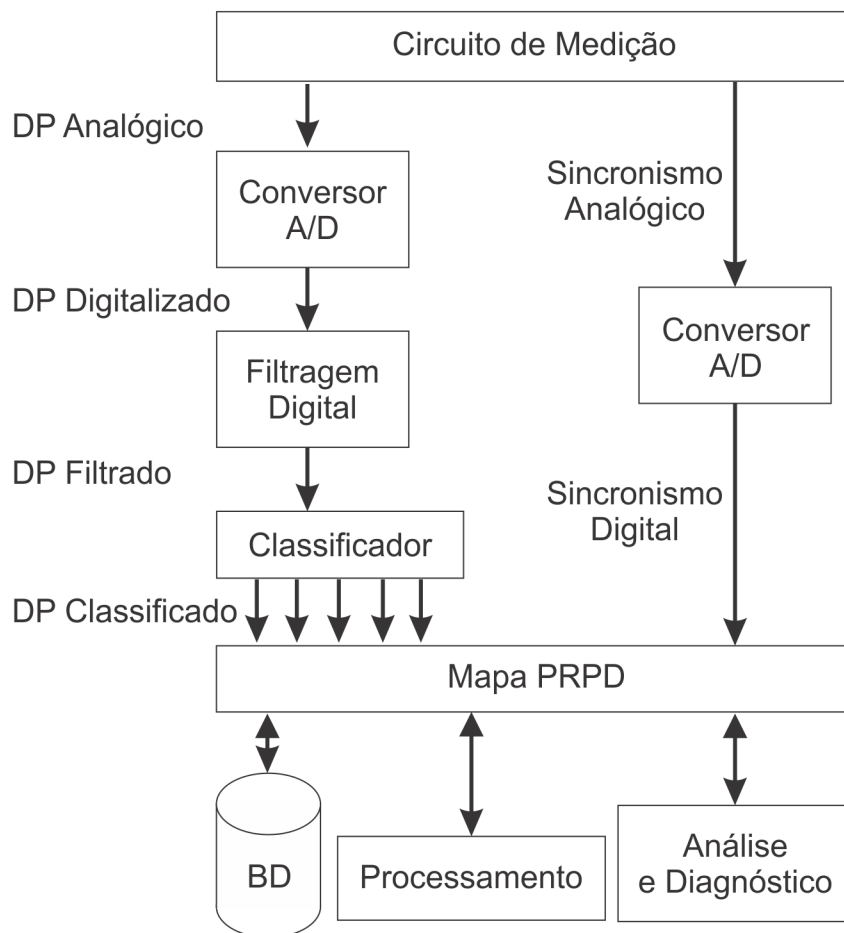 Circuito de Medição
DP Analógico
Conversor
A/D
Sincronismo
Analógico
DP Digitalizado
Conversor
A/D
Filtragem
Digital
DP Filtrado
Sincronismo
Digital
Classificador
DP Classificado
Mapa PRPD
BD
Processamento
Análise
e Diagnóstico